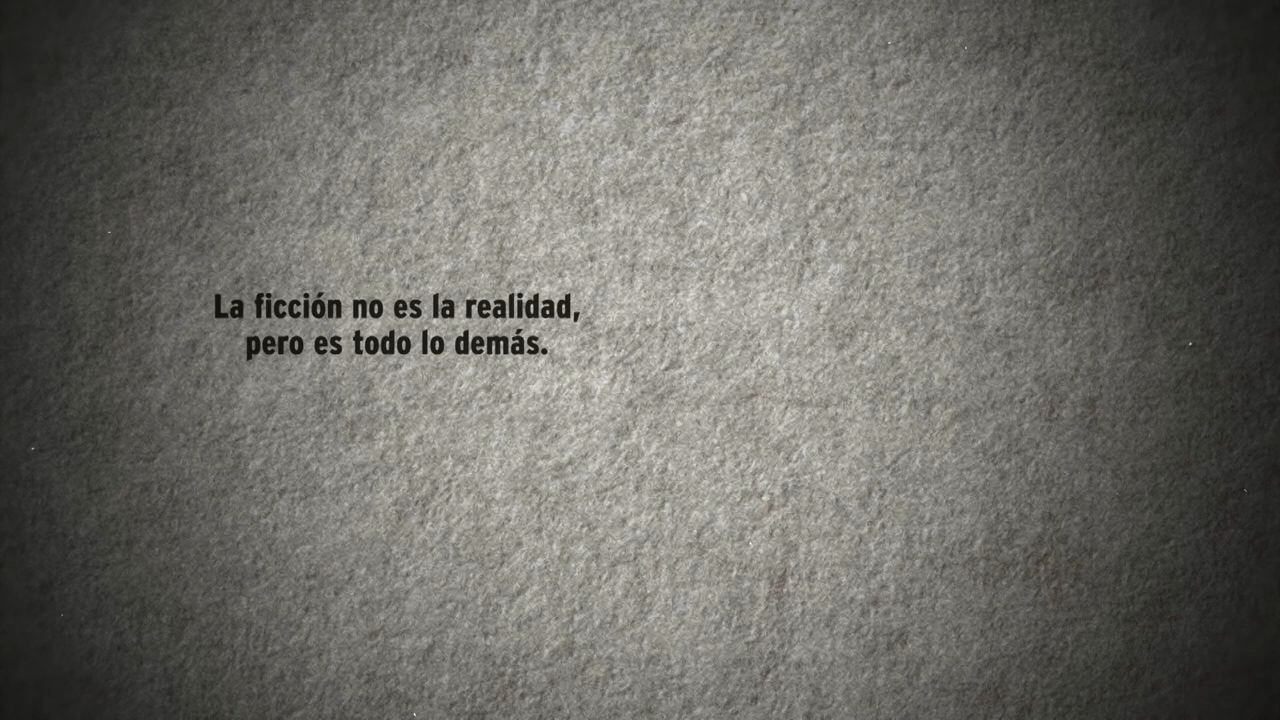 La ficción no es la realidad,
pero es todo lo demás.